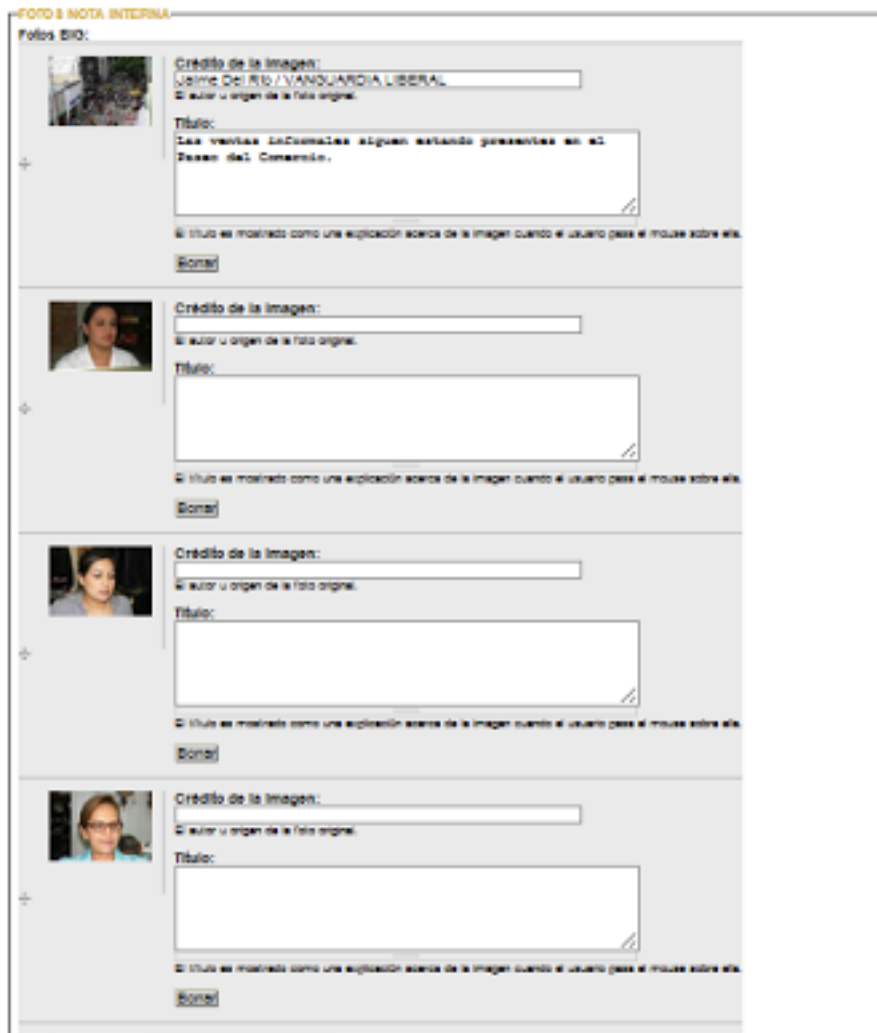 FOTOS NOTA INTERNA
Fotos BIG:
Crédito de la imagen:
Jaime Del Río / VANGUARDIA LIBERAL
El autor u origen de la foto original.
Título:
Las ventas informales siguen estando presentes en el
Paseo del Comercio.
El título es mostrado como una explicación acerca de la imagen cuando el usuario pasa el mouse sobre ella.
Borrar
Crédito de la imagen:
El autor u origen de la foto original.
Título:
El título es mostrado como una explicación acerca de la imagen cuando el usuario pasa el mouse sobre ella.
Borrar
Crédito de la imagen:
El autor u origen de la foto original.
Título:
El título es mostrado como una explicación acerca de la imagen cuando el usuario pasa el mouse sobre ella.
Borrar
Crédito de la imagen:
El autor u origen de la foto original.
Título:
El título es mostrado como una explicación acerca de la imagen cuando el usuario pasa el mouse sobre ella.
Borrar